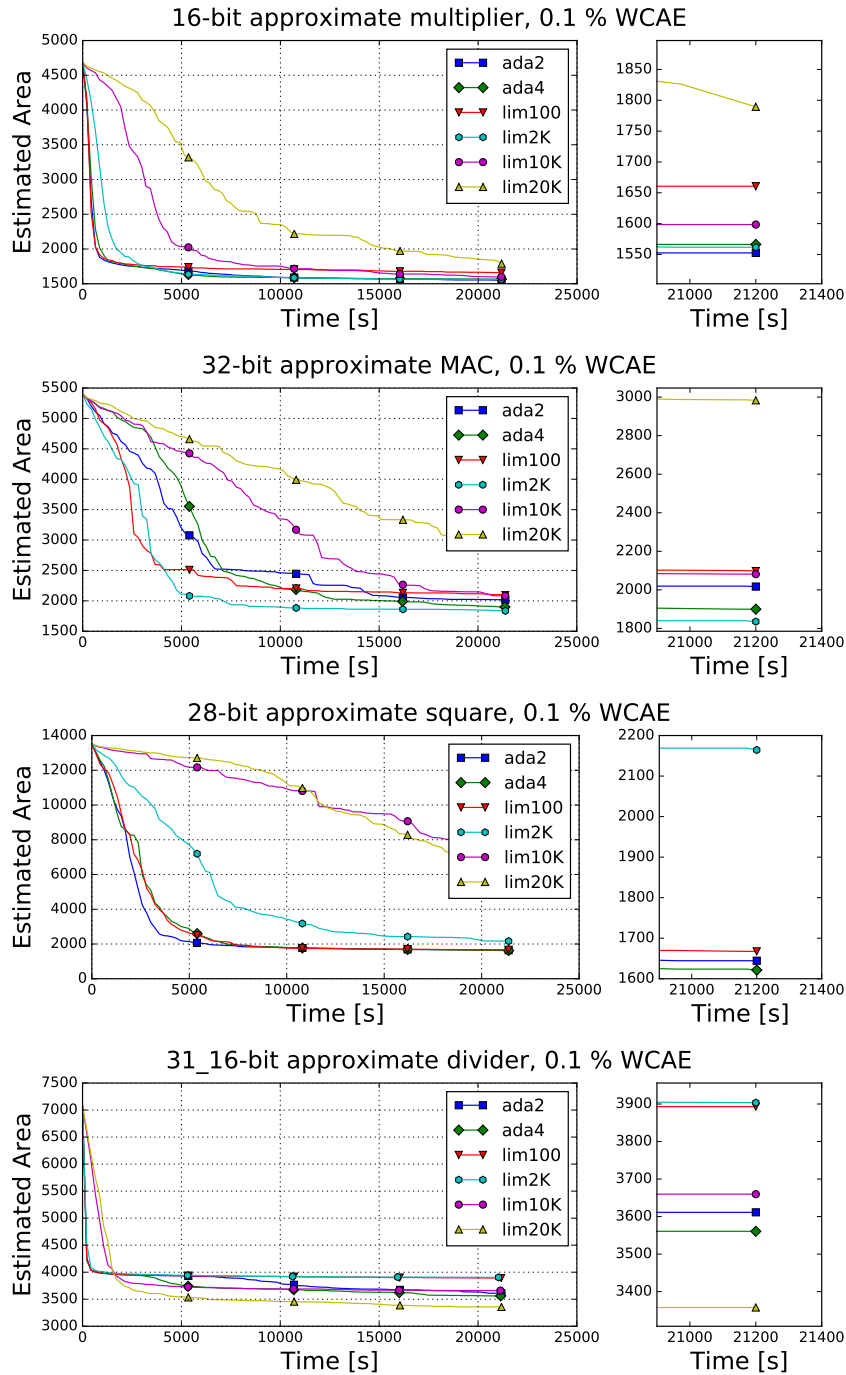 16-bit approximate multiplier, 0.1 % WCAE
Estimated Area
5000
4500
4000
3500
3000
2500
2000
1500
0
5000
10000
15000
20000
25000
Time [s]
ada2
ada4
lim100
lim2K
lim10K
lim20K
1850
1800
1750
1700
1650
1600
1550
21000
21200
21400
Time [s]
32-bit approximate MAC, 0.1 % WCAE
Estimated Area
5500
5000
4500
4000
3500
3000
2500
2000
1500
0
5000
10000
15000
20000
25000
Time [s]
ada2
ada4
lim100
lim2K
lim10K
lim20K
3000
2800
2600
2400
2200
2000
1800
21000
21200
21400
Time [s]
28-bit approximate square, 0.1 % WCAE
Estimated Area
14000
12000
10000
8000
6000
4000
2000
0
0
5000
10000
15000
20000
25000
Time [s]
ada2
ada4
lim100
lim2K
lim10K
lim20K
2200
2100
2000
1900
1800
1700
1600
21000
21200
21400
Time [s]
31_16-bit approximate divider, 0.1 % WCAE
Estimated Area
7500
7000
6500
6000
5500
5000
4500
4000
3500
3000
0
5000
10000
15000
20000
25000
Time [s]
ada2
ada4
lim100
lim2K
lim10K
lim20K
3900
3800
3700
3600
3500
3400
21000
21200
21400
Time [s]